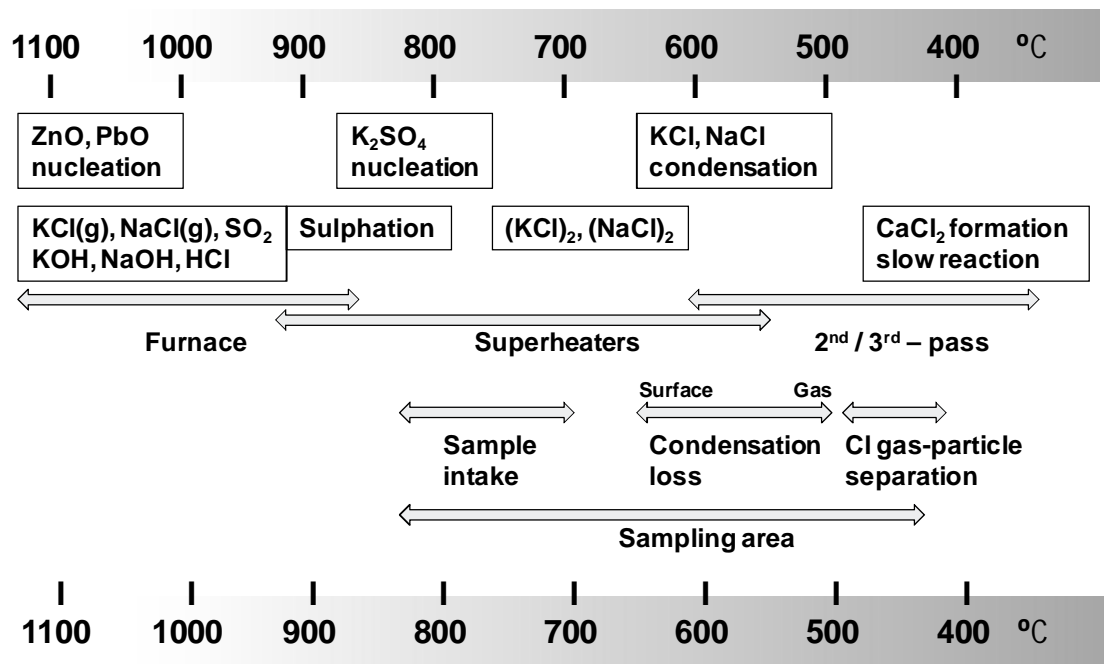 1100 1000 900 800 700 600 500 400 ºC
ZnO, PbO
nucleation
K₂SO₄
nucleation
KCl, NaCl
condensation
KCl(g), NaCl(g), SO₂
KOH, NaOH, HCl
Sulphation
(KCl)₂, (NaCl)₂
CaCl₂ formation
slow reaction
Furnace
Superheaters
2ⁿᵈ / 3ʳᵈ – pass
Surface
Gas
Sample
intake
Condensation
loss
Cl gas-particle
separation
Sampling area
1100 1000 900 800 700 600 500 400 ºC